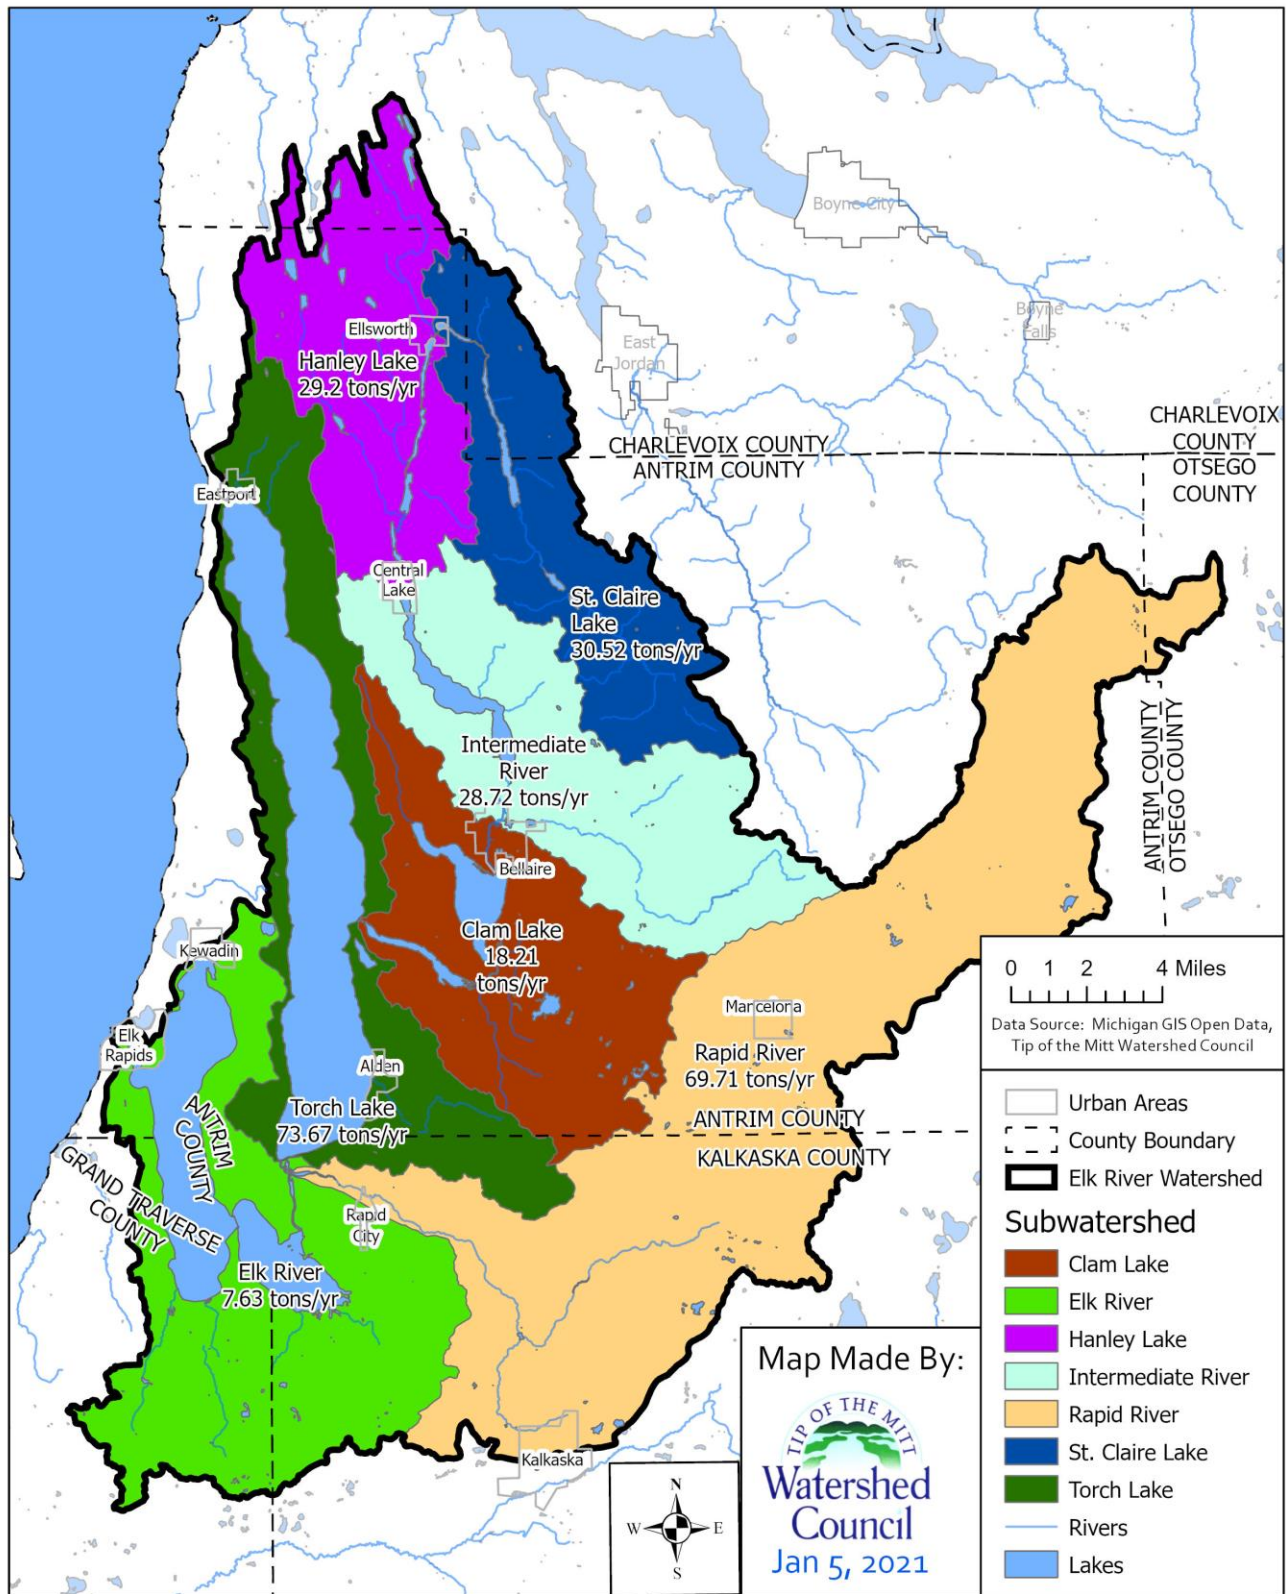 Boyne City
Boyne
Falls
East
Jordan
Ellsworth
Hanley Lake
29.2 tons/yr
CHARLEVOIX COUNTY
ANTRIM COUNTY
CHARLEVOIX
COUNTY
OTSEGO
COUNTY
Eastport
Central
Lake
St. Claire
Lake
30.52 tons/yr
Intermediate
River
28.72 tons/yr
ANTRIM COUNTY
OTSEGO COUNTY
Bellaire
Clam Lake
18.21
tons/yr
Kewadin
Elk
Rapids
Mancelona
Rapid River
69.71 tons/yr
Alden
Torch Lake
73.67 tons/yr
ANTRIM COUNTY
KALKASKA COUNTY
ANTRIM
COUNTY
GRAND TRAVERSE
COUNTY
Rapid
City
Elk River
7.63 tons/yr
Kalkaska
0 1 2 4 Miles
Data Source: Michigan GIS Open Data,
Tip of the Mitt Watershed Council
Urban Areas
County Boundary
Elk River Watershed
Subwatershed
Clam Lake
Elk River
Hanley Lake
Intermediate River
Rapid River
St. Claire Lake
Torch Lake
Rivers
Lakes
Map Made By:
TIP OF THE MITT
Watershed
Council
Jan 5, 2021
N
W E
S